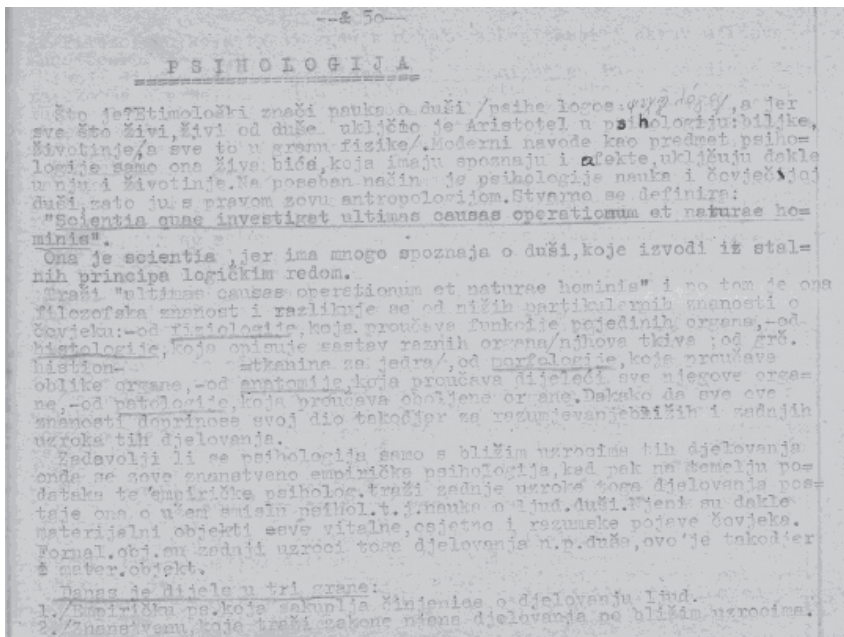 --& 50--
PSIHOLOGIJA
Što je?Etimološki znači nauka o duši /psihe logos ,a jer
sve što živi,živi od duše uključio je Aristotel u psihologiju:biljke,
životinje/a sve to u granu fizike/.Moderni navode kao predmet psiho=
logije samo ona živa bića,koja imaju spoznaju i afekte,uključuju dakle
u nju i životinje.Na poseban način je psihologija nauka i čovječjoj
duši,zato ju s pravom zovu antropologijom.Stvarno se definira:
"Scientia quae investigat ultimas causas operationum et naturae ho=
minis".
Ona je scientia ,jer ima mnogo spoznaja o duši,koje izvodi iz stal=
nih principa logičkim redom.
Traži "ultimas causas operationum et naturae hominis" i po tom je ona
filozofska znanost i razlikuje se od ničih partikularnih znanosti o
čovjeku:-od fiziologije,koja proučava funkcije pojedinih organa,-od
histologije,koja opisuje sastav raznih organa/njhova tkiva ;od grč.
histion- =tkanina za jedra/,od morfologije,koja proučava
oblike organa,-od anatomije,koja proučava dijeleći sve njegove orga=
ne,-od patologije,koja proučava oboljene or ane.Dakako da sve ove
znanosti doprinose svoj dio takodjer za razumjevanjebližih i zadnjih
uzroka tih djelovanja.
Zadovolji li se psihologija samo s bližim uzrocima tih djelovanja
onda se zove znanstveno empirička psihologija,kad pak na temelju po=
dataka te empiričke psiholog.traži zadnje uzroke toga djelovanja pos=
taje ona o užem smislu psihol.t.j.nauka o ljud.duši.Njeni su dakle
materijalni objekti sve vitalne,osjetno i razumske pojave čovjeka.
Formal.obj.su zadnji uzroci toga djelovanja n.p.duša,ovo je takodjer
i mater.objekt.
Danas je dijele u tri grane:
1./Empiričku ps.koja sakuplja činjenice o djelovanju ljud.
2./Znanstvenu,koja traži zakone njena djelovanja po bližim uzrocima.